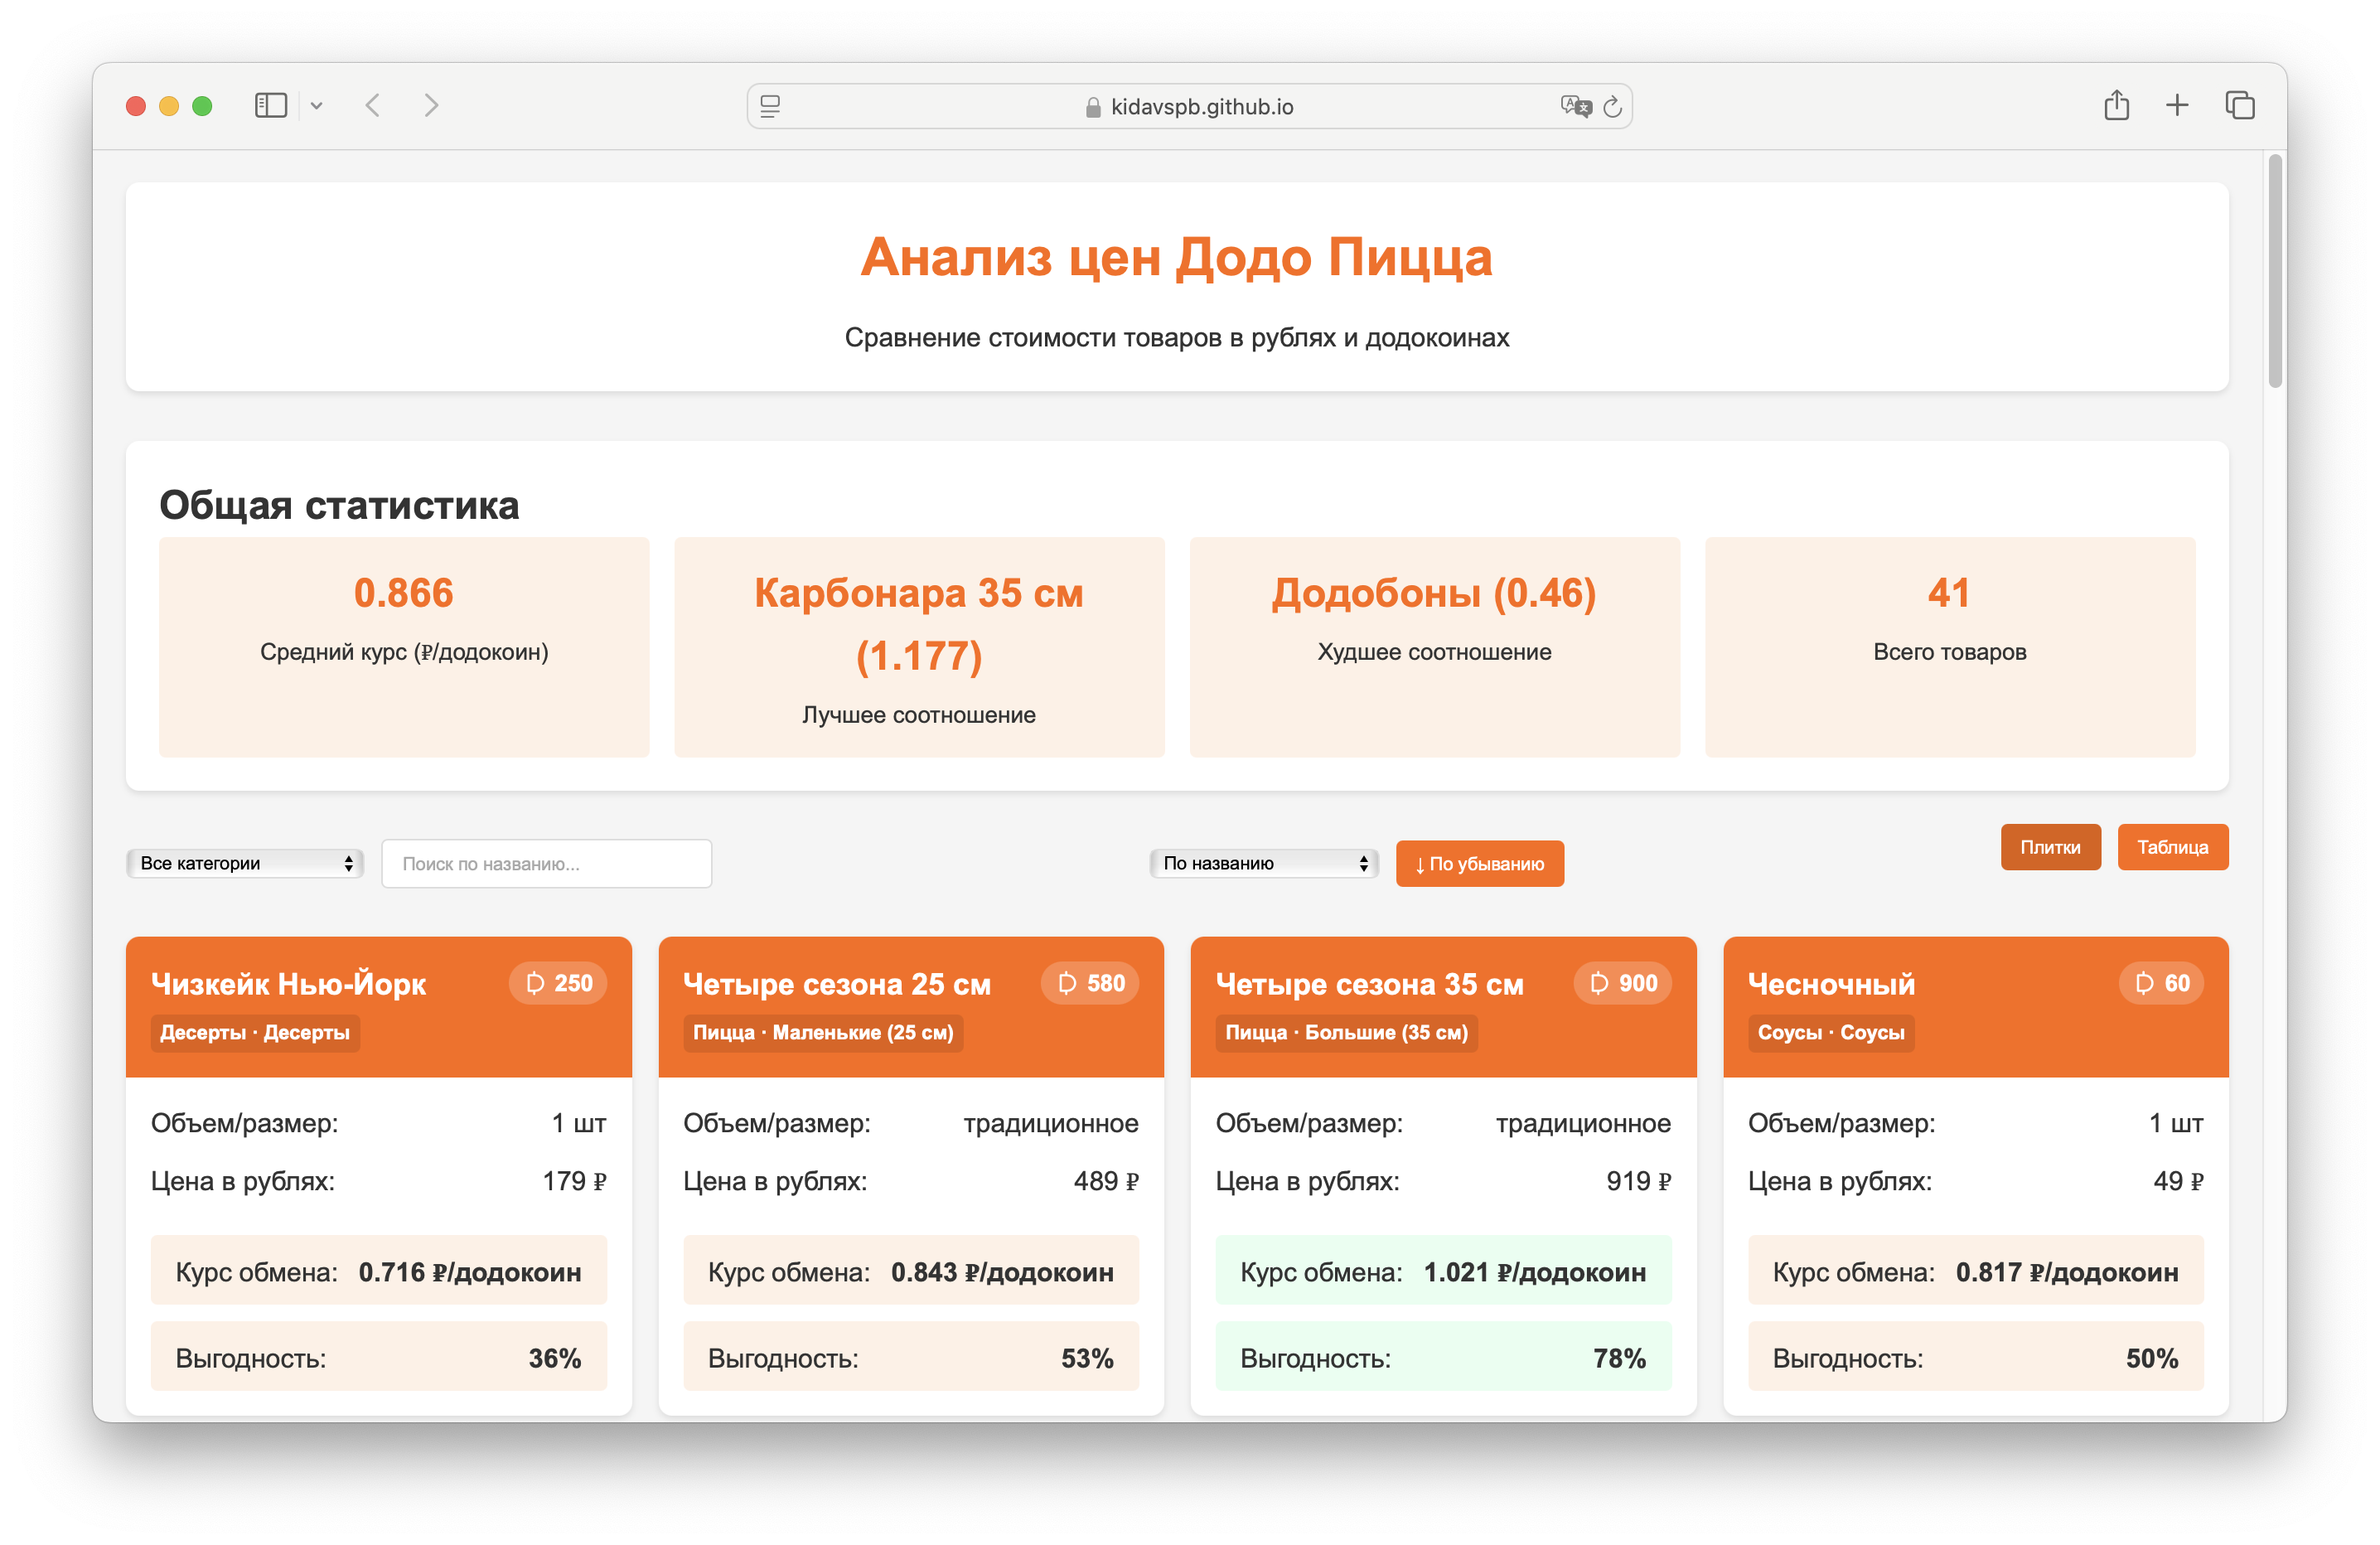 kidavspb.github.io
Анализ цен Додо Пицца
Сравнение стоимости товаров в рублях и додокоинах
Общая статистика
0.866
Средний курс (₽/додокоин)
Карбонара 35 см
(1.177)
Лучшее соотношение
Додобоны (0.46)
Худшее соотношение
41
Всего товаров
Все категории
Поиск по названию...
По названию
↓ По убыванию
Плитки
Таблица
Чизкейк Нью-Йорк
250
Десерты · Десерты
Объем/размер: 1 шт
Цена в рублях: 179 ₽
Курс обмена: 0.716 ₽/додокоин
Выгодность: 36%
Четыре сезона 25 см
580
Пицца · Маленькие (25 см)
Объем/размер: традиционное
Цена в рублях: 489 ₽
Курс обмена: 0.843 ₽/додокоин
Выгодность: 53%
Четыре сезона 35 см
900
Пицца · Большие (35 см)
Объем/размер: традиционное
Цена в рублях: 919 ₽
Курс обмена: 1.021 ₽/додокоин
Выгодность: 78%
Чесночный
60
Соусы · Соусы
Объем/размер: 1 шт
Цена в рублях: 49 ₽
Курс обмена: 0.817 ₽/додокоин
Выгодность: 50%